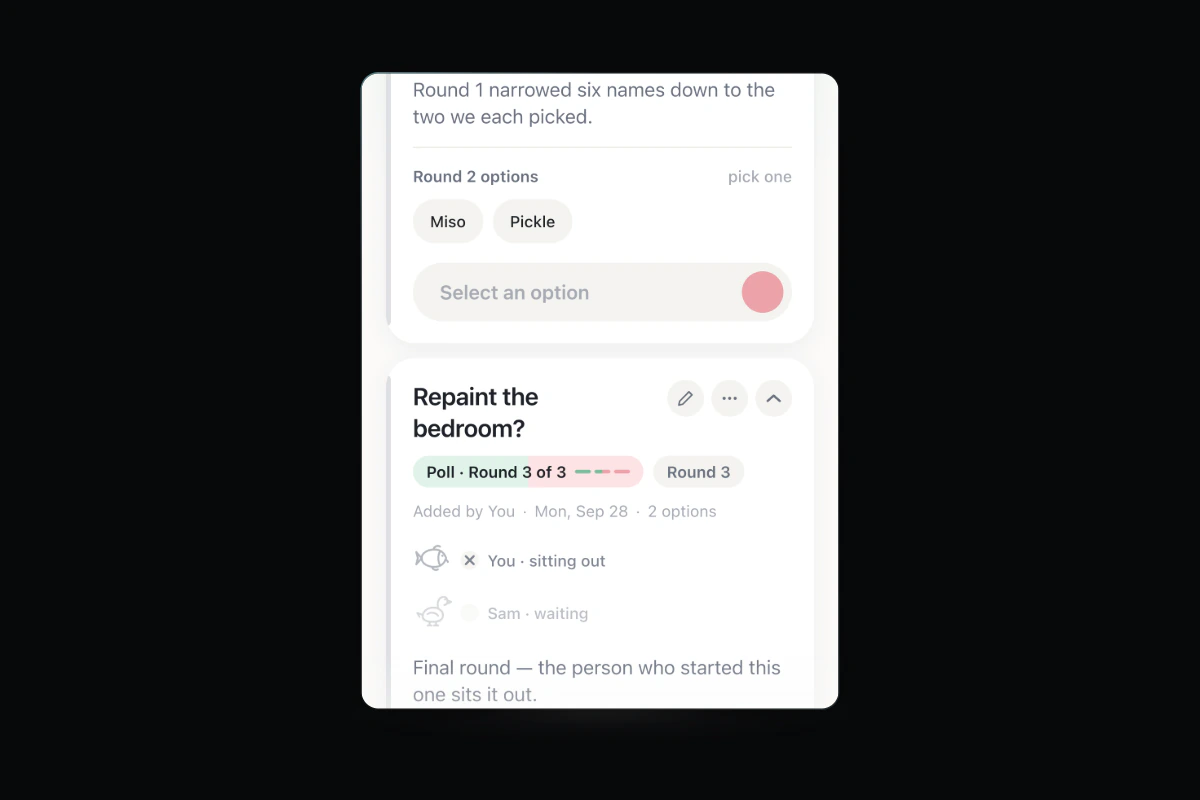 Round 1 narrowed six names down to the
two we each picked.
Round 2 options
pick one
Miso
Pickle
Select an option
Repaint the
bedroom?
Poll · Round 3 of 3
Round 3
Added by You · Mon, Sep 28 · 2 options
You · sitting out
Sam · waiting
Final round — the person who started this
one sits it out.